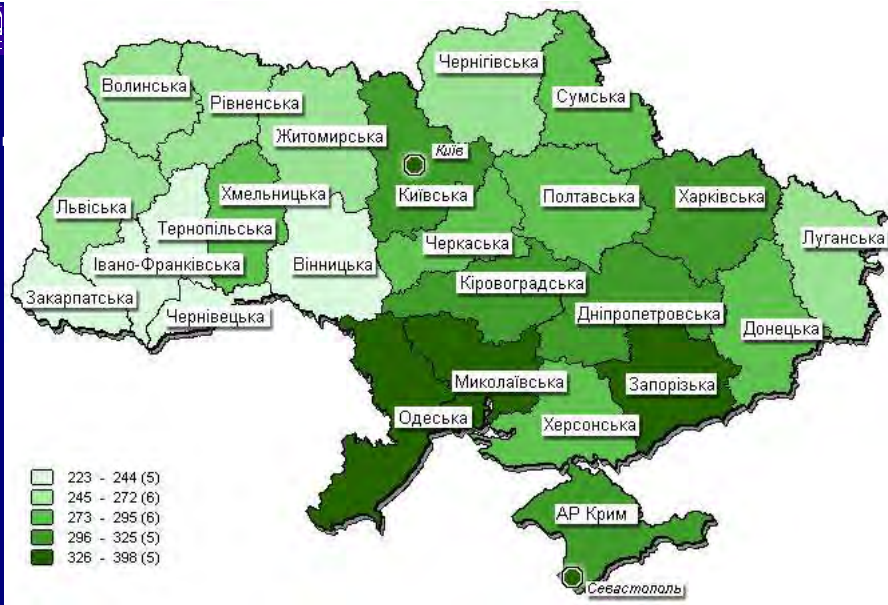 Чернігівська
Волинська
Сумська
Рівненська
Житомирська
Київ
Хмельницька
Київська
Полтавська
Харківська
Львіська
Тернопільська
Черкаська
Луганська
Івано-Франківська
Вінницька
Кіровоградська
Закарпатська
Чернівецька
Дніпропетровська
Донецька
Миколаївська
Запорізька
Одеська
Херсонська
223 - 244 (5)
245 - 272 (6)
273 - 295 (6)
296 - 325 (5)
326 - 398 (5)
АР Крим
Севастополь